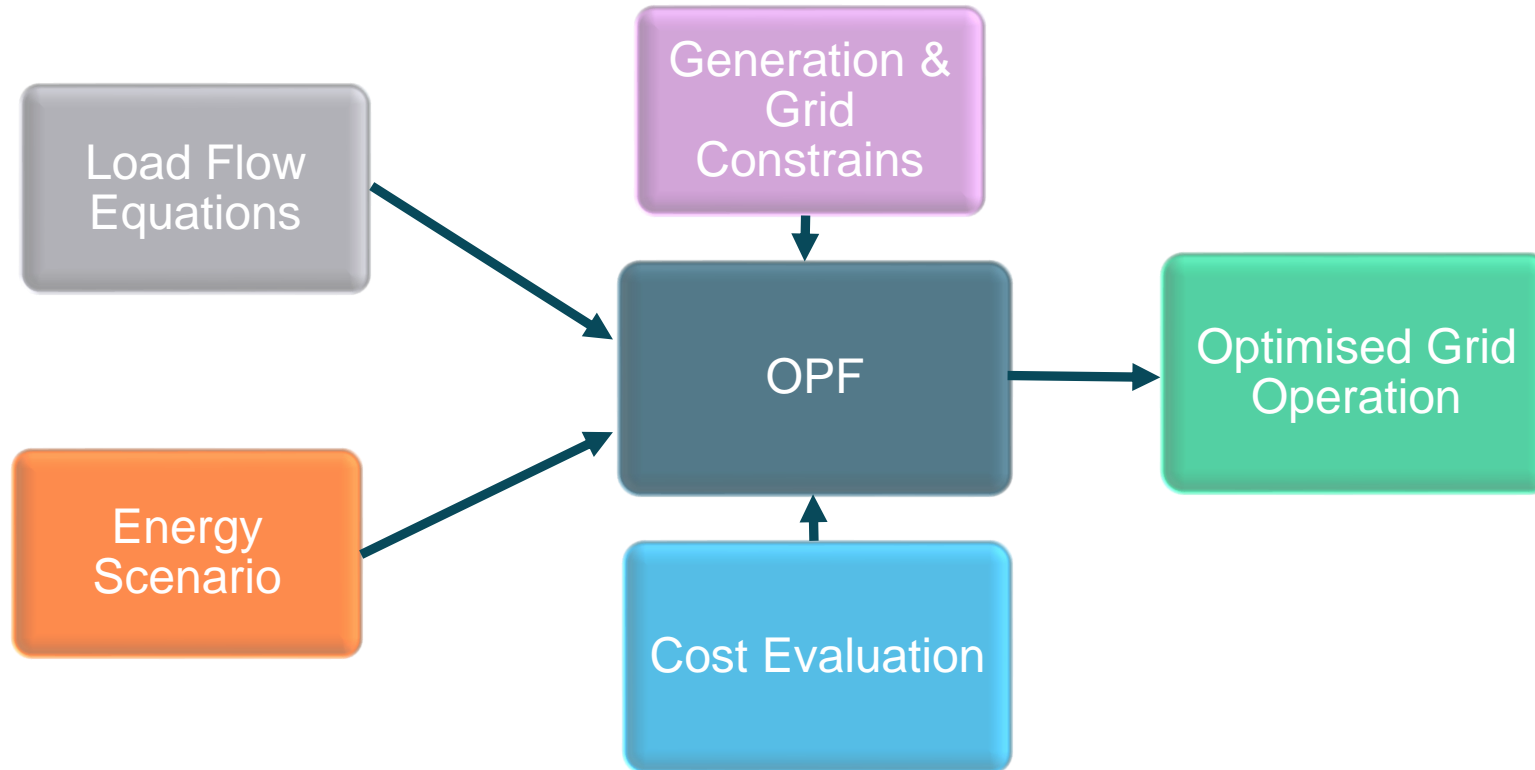 Generation &
Grid
Constrains
Load Flow
Equations
OPF
Optimised Grid
Operation
Energy
Scenario
Cost Evaluation